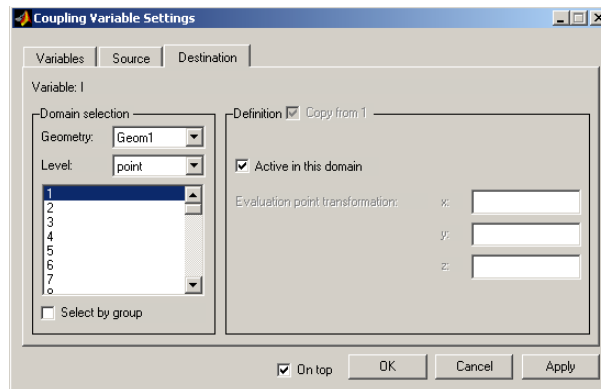 Coupling Variable Settings
Variables Source Destination
Variable: I
Domain selection
Definition Copy from 1
Geometry: Geom1
Level: point
Active in this domain
1
2
3
4
5
6
7
Evaluation point transformation: x:
y:
z:
Select by group
On top OK Cancel Apply